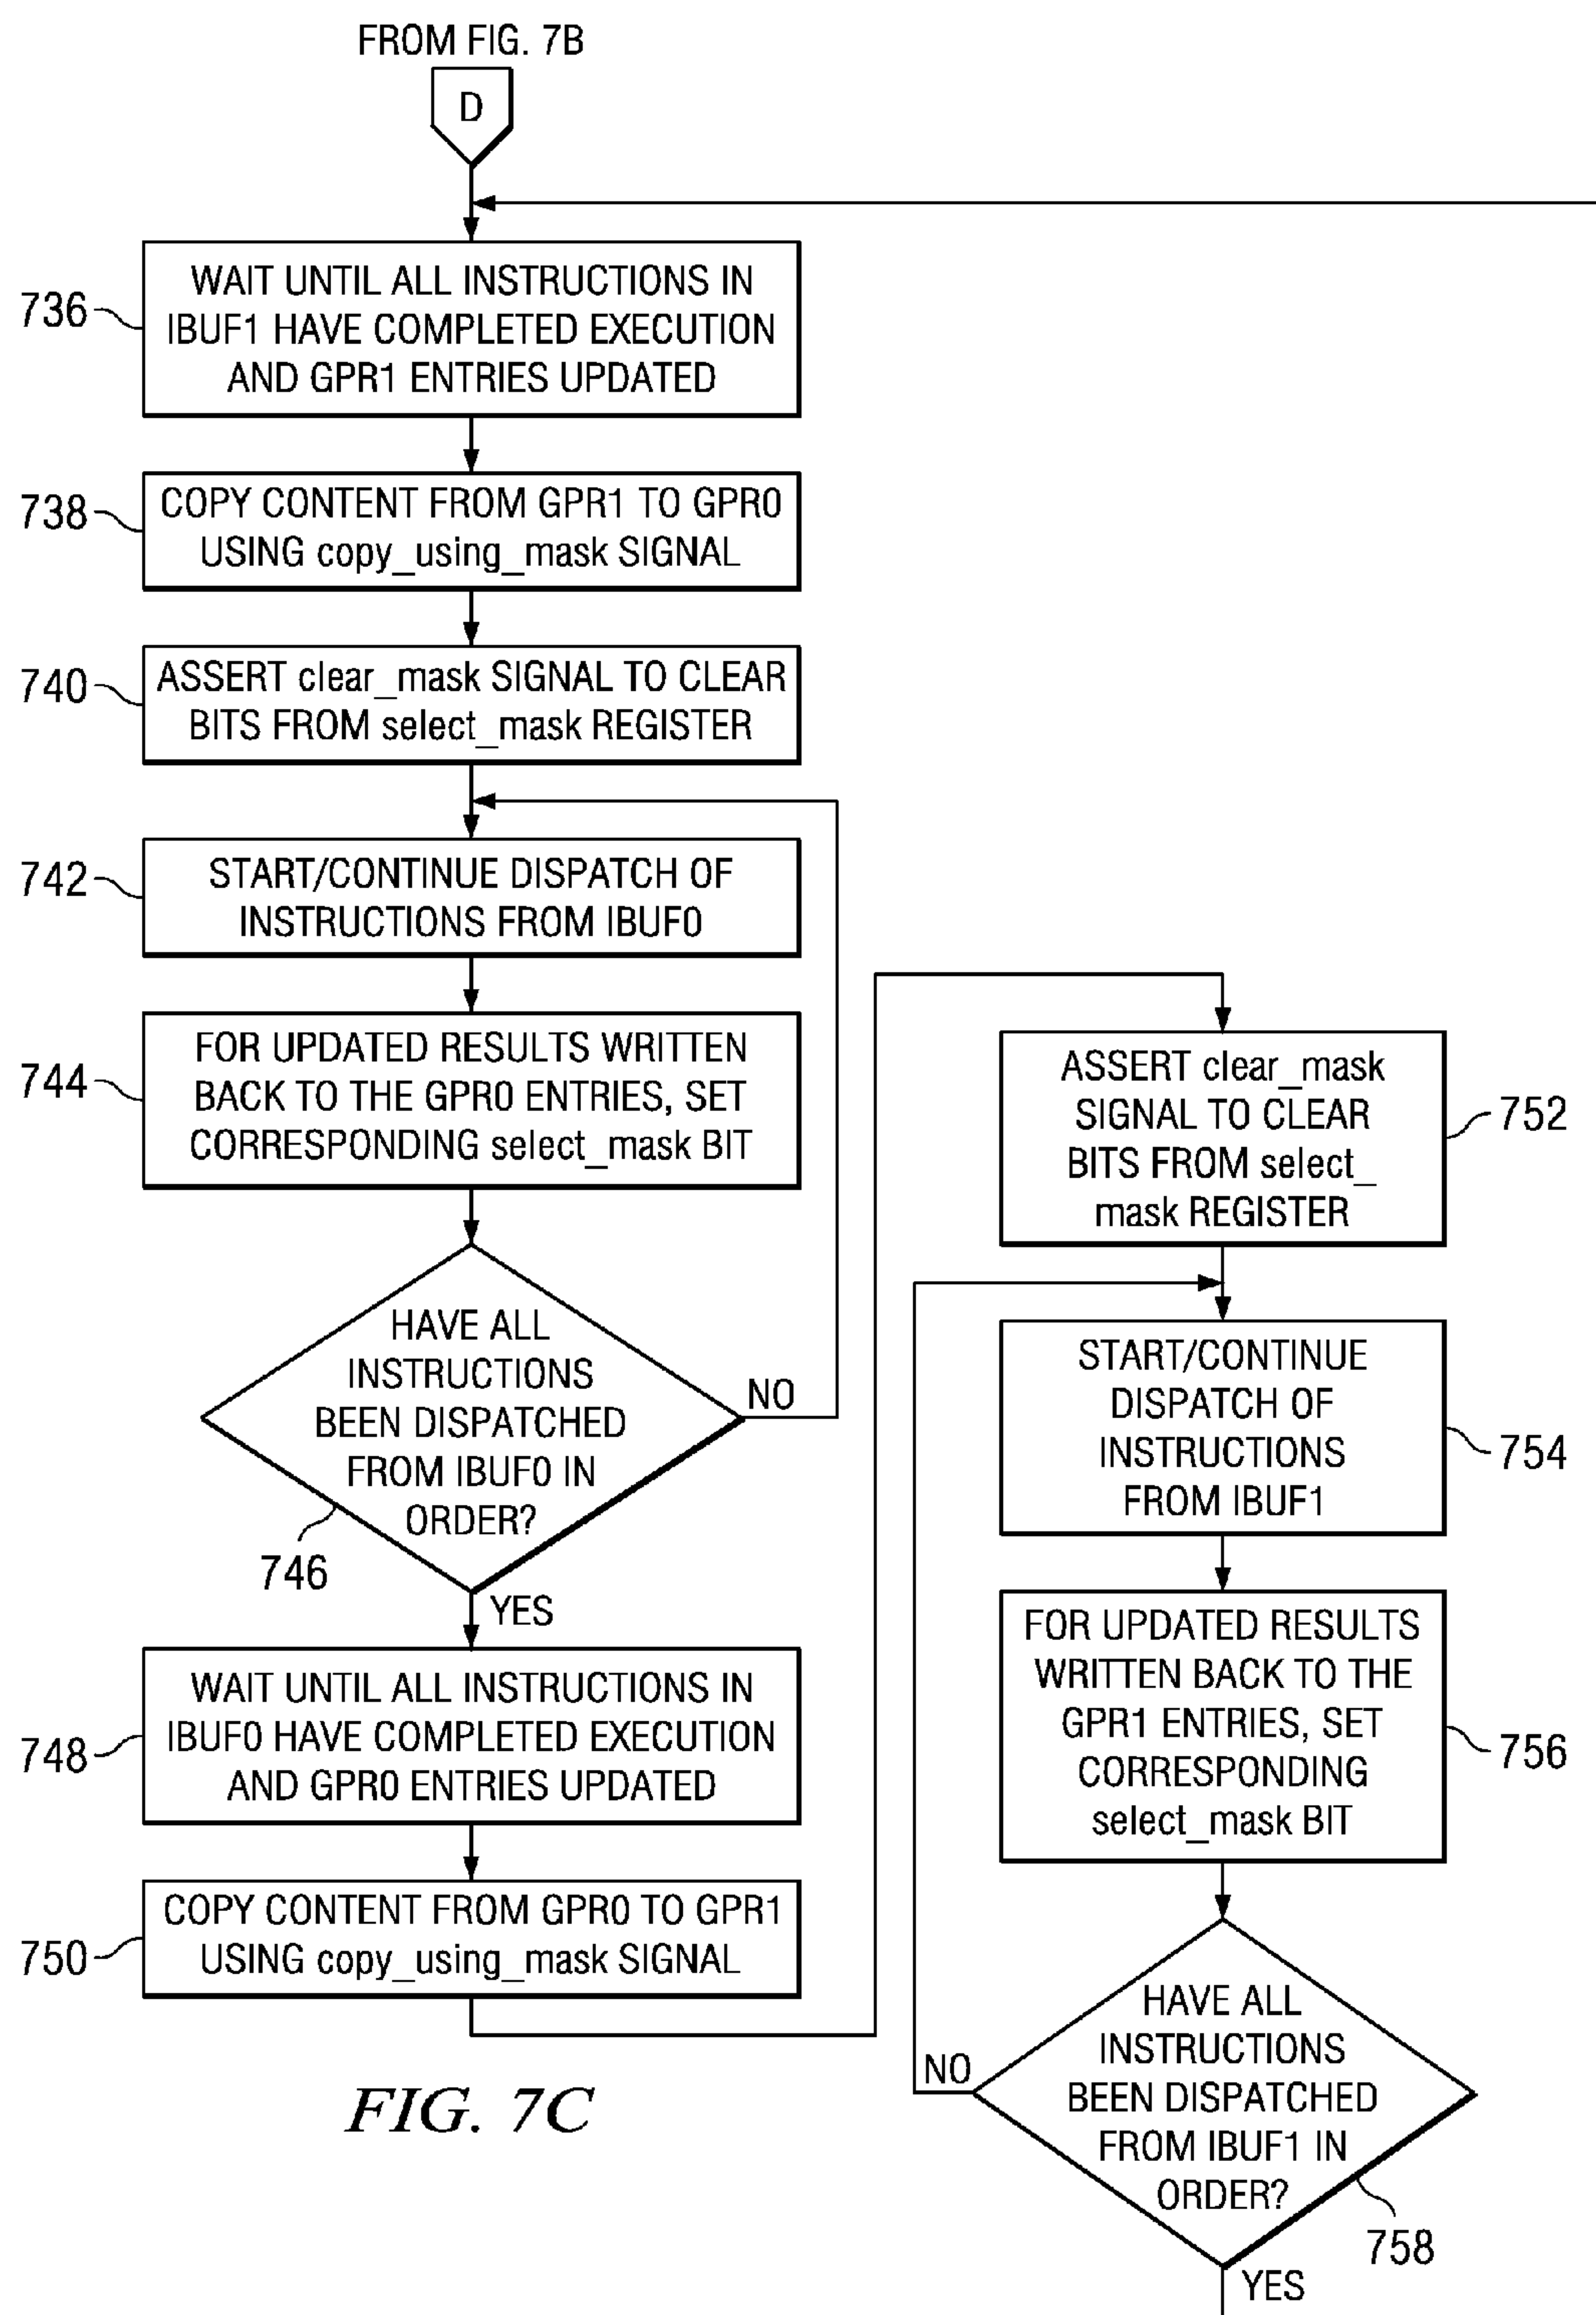 FROM FIG. 7B
D
736
WAIT UNTIL ALL INSTRUCTIONS IN
IBUF1 HAVE COMPLETED EXECUTION
AND GPR1 ENTRIES UPDATED
738
COPY CONTENT FROM GPR1 TO GPR0
USING copy_using_mask SIGNAL
740
ASSERT clear_mask SIGNAL TO CLEAR
BITS FROM select_mask REGISTER
742
START/CONTINUE DISPATCH OF
INSTRUCTIONS FROM IBUF0
744
FOR UPDATED RESULTS WRITTEN
BACK TO THE GPR0 ENTRIES, SET
CORRESPONDING select_mask BIT
HAVE ALL
INSTRUCTIONS
BEEN DISPATCHED
FROM IBUF0 IN
ORDER?
NO
746
YES
748
WAIT UNTIL ALL INSTRUCTIONS IN
IBUF0 HAVE COMPLETED EXECUTION
AND GPR0 ENTRIES UPDATED
750
COPY CONTENT FROM GPR0 TO GPR1
USING copy_using_mask SIGNAL
ASSERT clear_mask
SIGNAL TO CLEAR
BITS FROM select_
mask REGISTER
752
START/CONTINUE
DISPATCH OF
INSTRUCTIONS
FROM IBUF1
754
FOR UPDATED RESULTS
WRITTEN BACK TO THE
GPR1 ENTRIES, SET
CORRESPONDING
select_mask BIT
756
HAVE ALL
INSTRUCTIONS
BEEN DISPATCHED
FROM IBUF1 IN
ORDER?
NO
758
YES
FIG. 7C